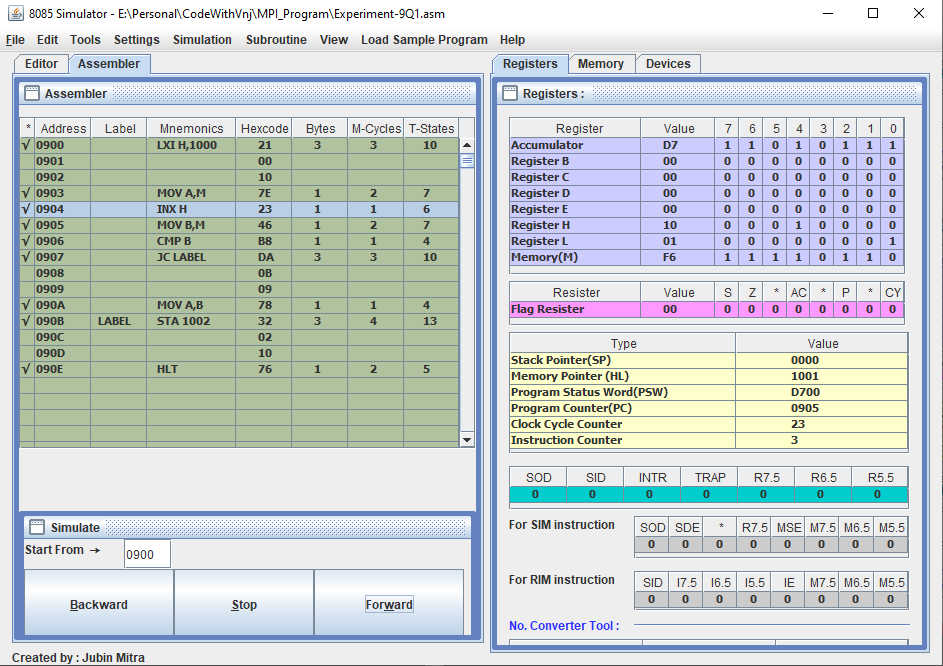 8085 Simulator - E:\Personal\CodeWithVnj\MPI_Program\Experiment-9Q1.asm
File Edit Tools Settings Simulation Subroutine View Load Sample Program Help
Editor Assembler
Assembler
* Address Label Mnemonics Hexcode Bytes M-Cycles T-States
√ 0900 LXI H,1000 21 3 3 10
0901 00
0902 10
√ 0903 MOV A,M 7E 1 2 7
√ 0904 INX H 23 1 1 6
√ 0905 MOV B,M 46 1 2 7
√ 0906 CMP B B8 1 1 4
√ 0907 JC LABEL DA 3 3 10
0908 0B
0909 09
√ 090A MOV A,B 78 1 1 4
√ 090B LABEL STA 1002 32 3 4 13
090C 02
090D 10
√ 090E HLT 76 1 2 5
Simulate
Start From → 0900
Backward Stop Forward
Created by : Jubin Mitra
Registers Memory Devices
Registers :
Register Value 7 6 5 4 3 2 1 0
Accumulator D7 1 1 0 1 0 1 1 1
Register B 00 0 0 0 0 0 0 0 0
Register C 00 0 0 0 0 0 0 0 0
Register D 00 0 0 0 0 0 0 0 0
Register E 00 0 0 0 0 0 0 0 0
Register H 10 0 0 0 1 0 0 0 0
Register L 01 0 0 0 0 0 0 0 1
Memory(M) F6 1 1 1 1 0 1 1 0
Resister Value S Z * AC * P * CY
Flag Resister 00 0 0 0 0 0 0 0 0
Type Value
Stack Pointer(SP) 0000
Memory Pointer (HL) 1001
Program Status Word(PSW) D700
Program Counter(PC) 0905
Clock Cycle Counter 23
Instruction Counter 3
SOD SID INTR TRAP R7.5 R6.5 R5.5
0 0 0 0 0 0 0
For SIM instruction SOD SDE * R7.5 MSE M7.5 M6.5 M5.5
0 0 0 0 0 0 0 0
For RIM instruction SID I7.5 I6.5 I5.5 IE M7.5 M6.5 M5.5
0 0 0 0 0 0 0 0
No. Converter Tool :